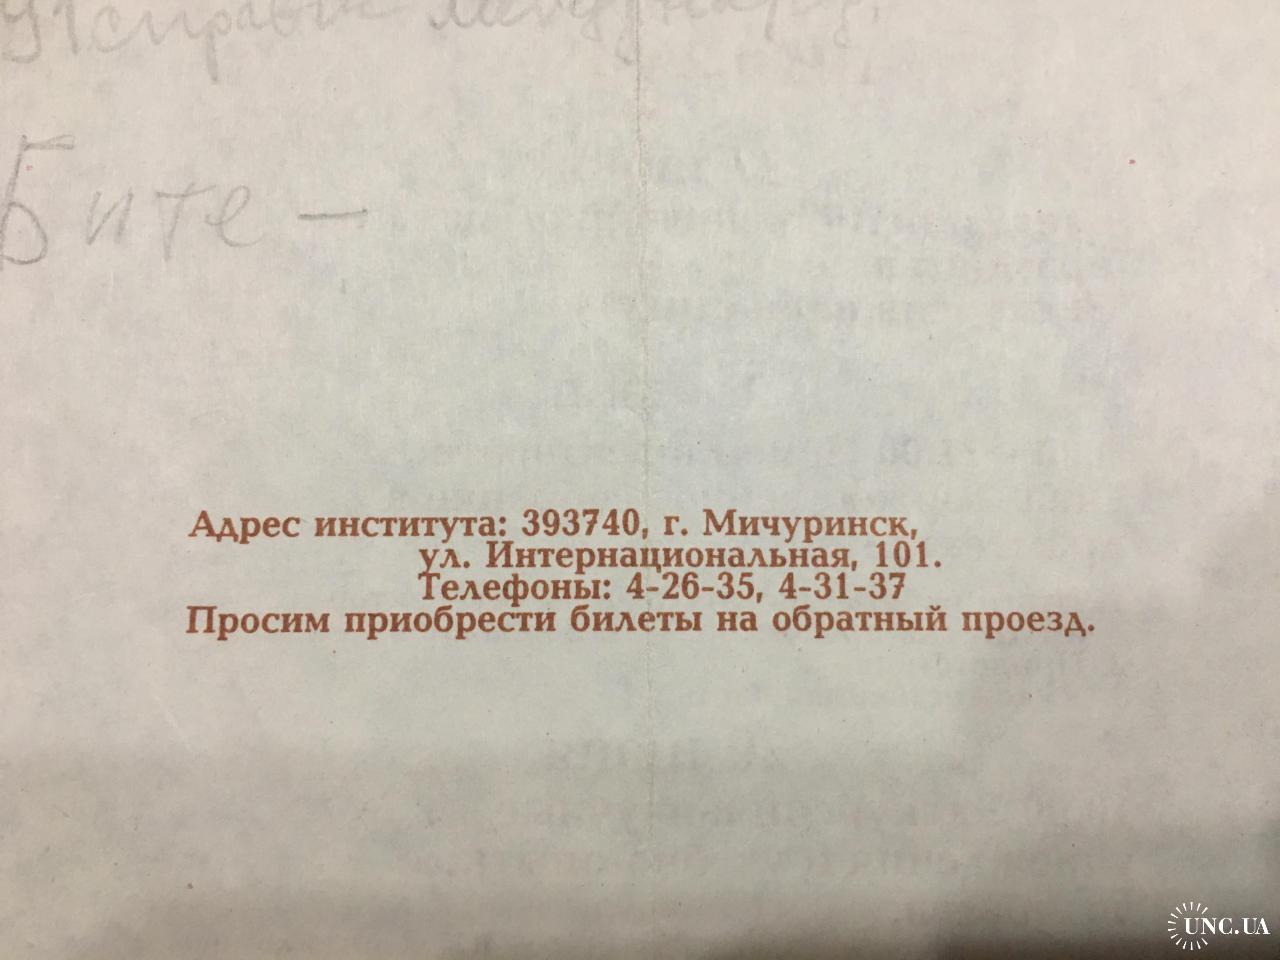 Бите –
Адрес института: 393740, г. Мичуринск,
ул. Интернациональная, 101.
Телефоны: 4-26-35, 4-31-37
Просим приобрести билеты на обратный проезд.
UNC.UA